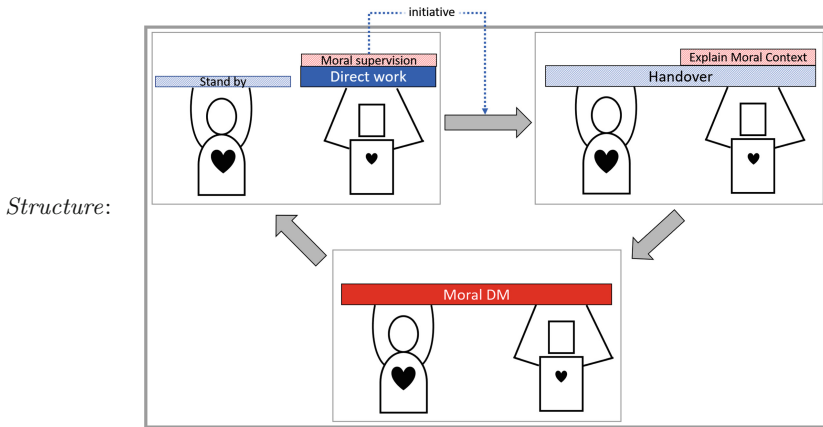 initiative
Moral supervision
Stand by
Direct work
Explain Moral Context
Handover
Structure:
Moral DM